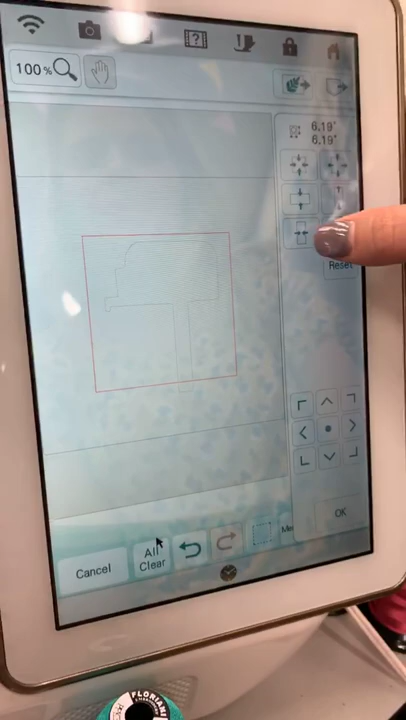 100 %
6.19"
6.19"
Reset
OK
All
Clear
Cancel
FLORIANI